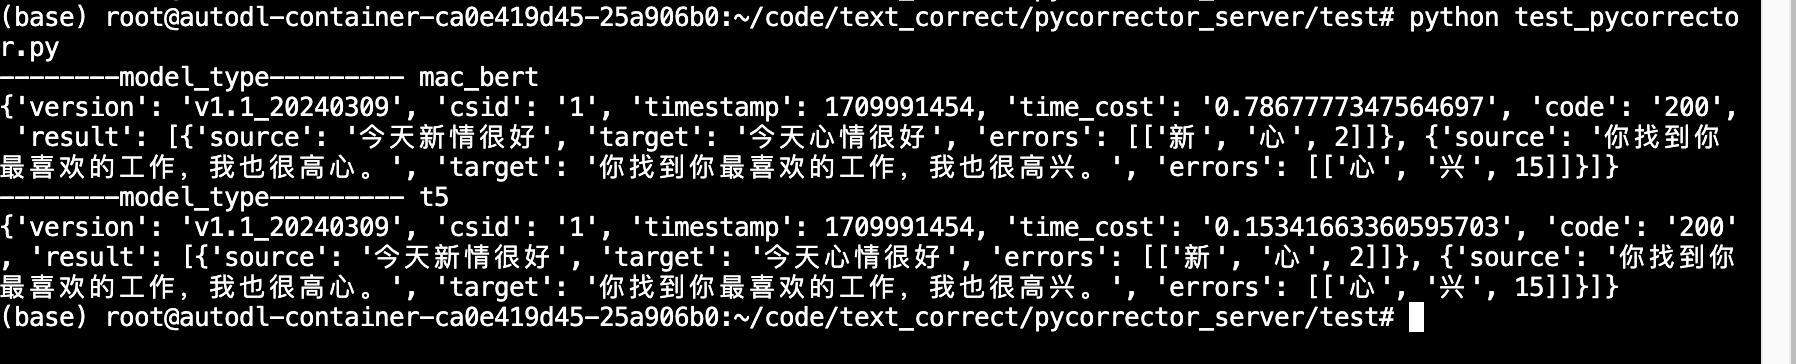 (base) root@autodl-container-ca0e419d45-25a906b0:~/code/text_correct/pycorrector_server/test# python test_pycorrecto
r.py
--------model_type--------- mac_bert
{'version': 'v1.1_20240309', 'csid': '1', 'timestamp': 1709991454, 'time_cost': '0.7867777347564697', 'code': '200',
 'result': [{'source': '今天新情很好', 'target': '今天心情很好', 'errors': [['新', '心', 2]]}, {'source': '你找到你
最喜欢的工作，我也很高心。', 'target': '你找到你最喜欢的工作，我也很高兴。', 'errors': [['心', '兴', 15]]}]}
--------model_type--------- t5
{'version': 'v1.1_20240309', 'csid': '1', 'timestamp': 1709991454, 'time_cost': '0.15341663360595703', 'code': '200'
, 'result': [{'source': '今天新情很好', 'target': '今天心情很好', 'errors': [['新', '心', 2]]}, {'source': '你找到你
最喜欢的工作，我也很高心。', 'target': '你找到你最喜欢的工作，我也很高兴。', 'errors': [['心', '兴', 15]]}]}
(base) root@autodl-container-ca0e419d45-25a906b0:~/code/text_correct/pycorrector_server/test#